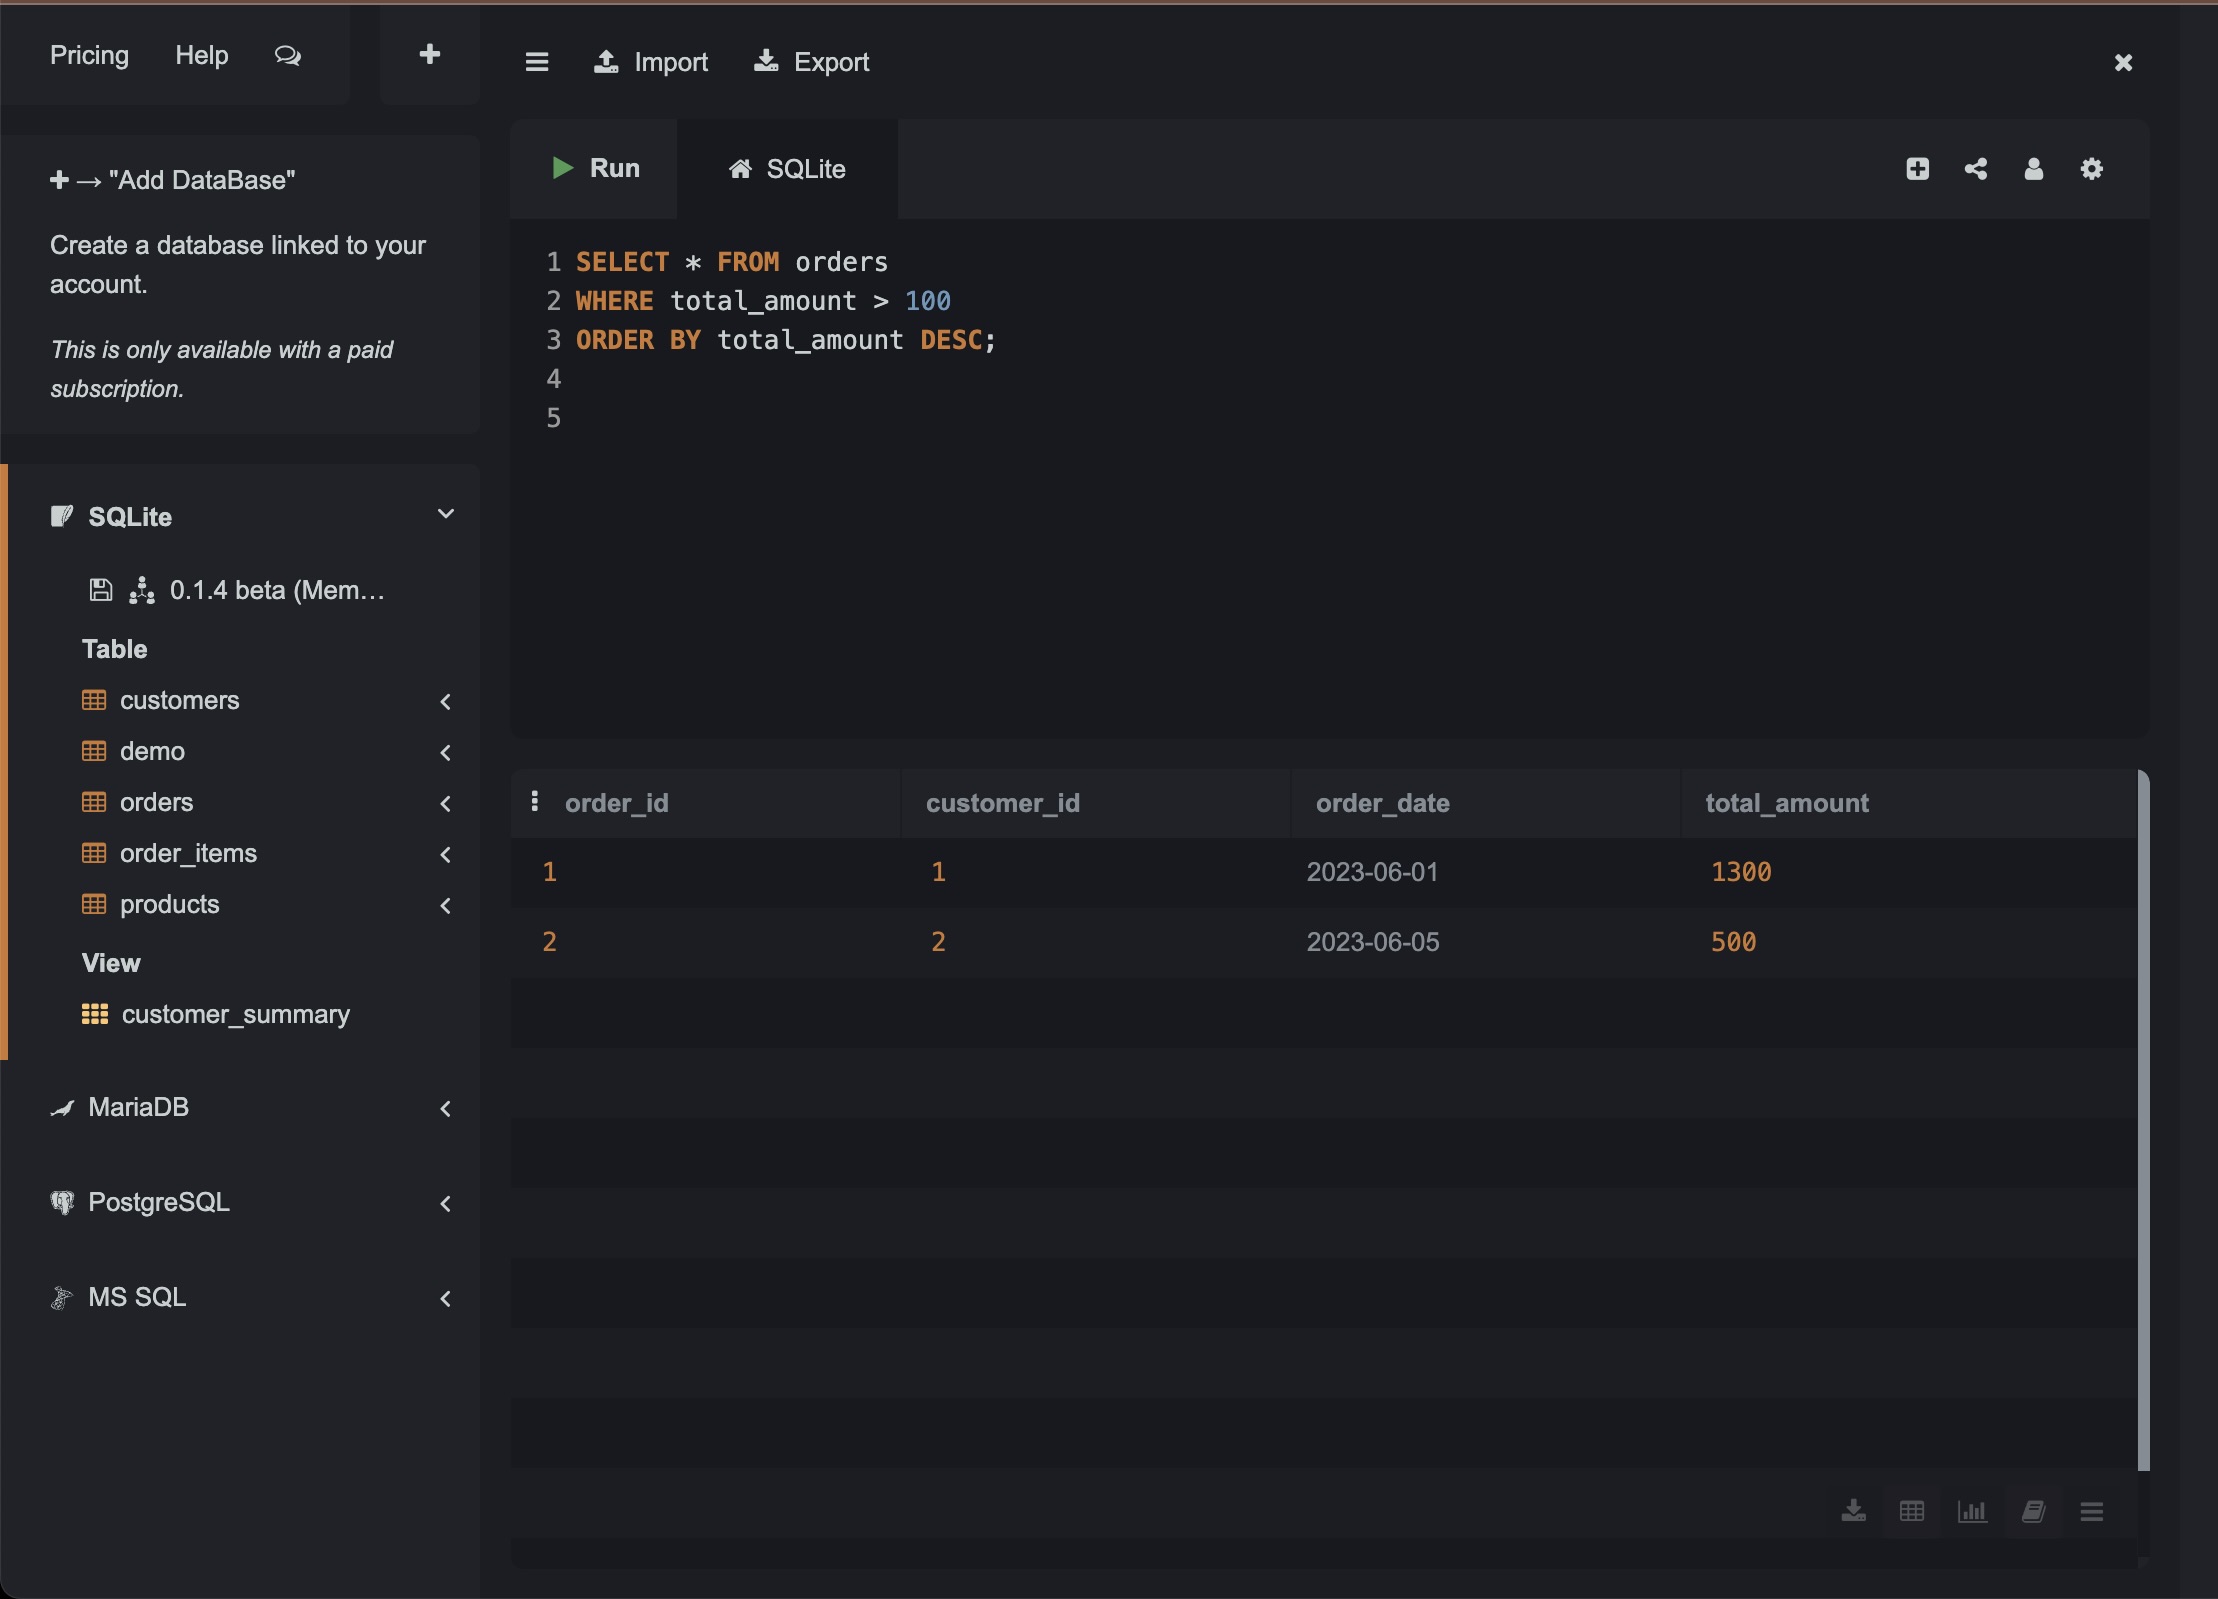 Pricing Help
Import Export
+ → "Add DataBase"
Create a database linked to your
account.
This is only available with a paid
subscription.
SQLite
0.1.4 beta (Mem...
Table
customers
demo
orders
order_items
products
View
customer_summary
MariaDB
PostgreSQL
MS SQL
Run SQLite
1 SELECT * FROM orders
2 WHERE total_amount > 100
3 ORDER BY total_amount DESC;
4
5
order_id customer_id order_date total_amount
1 1 2023-06-01 1300
2 2 2023-06-05 500